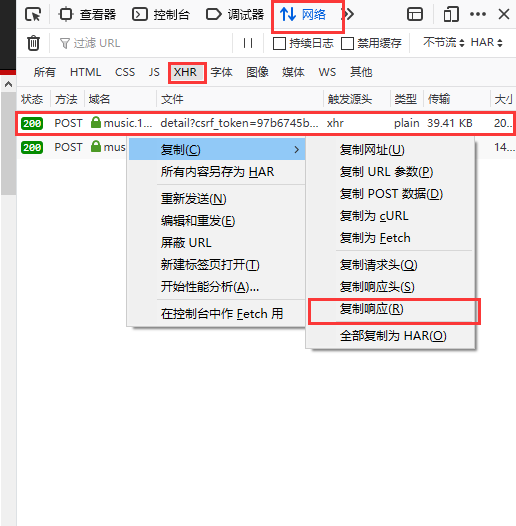 查看器 控制台 调试器 网络
过滤 URL 持续日志 禁用缓存 不节流 HAR
所有 HTML CSS JS XHR 字体 图像 媒体 WS 其他
状态 方法 域名 文件 触发源头 类型 传输 大小
200 POST music.1... detail?csrf_token=97b6745b... xhr plain 39.41 KB 20...
200 POST mus 14...
复制(C)
所有内容另存为 HAR
重新发送(N)
编辑和重发(E)
屏蔽 URL
新建标签页打开(T)
开始性能分析(A)...
在控制台中作 Fetch 用
复制网址(U)
复制 URL 参数(P)
复制 POST 数据(D)
复制为 cURL
复制为 Fetch
复制请求头(Q)
复制响应头(S)
复制响应(R)
全部复制为 HAR(O)